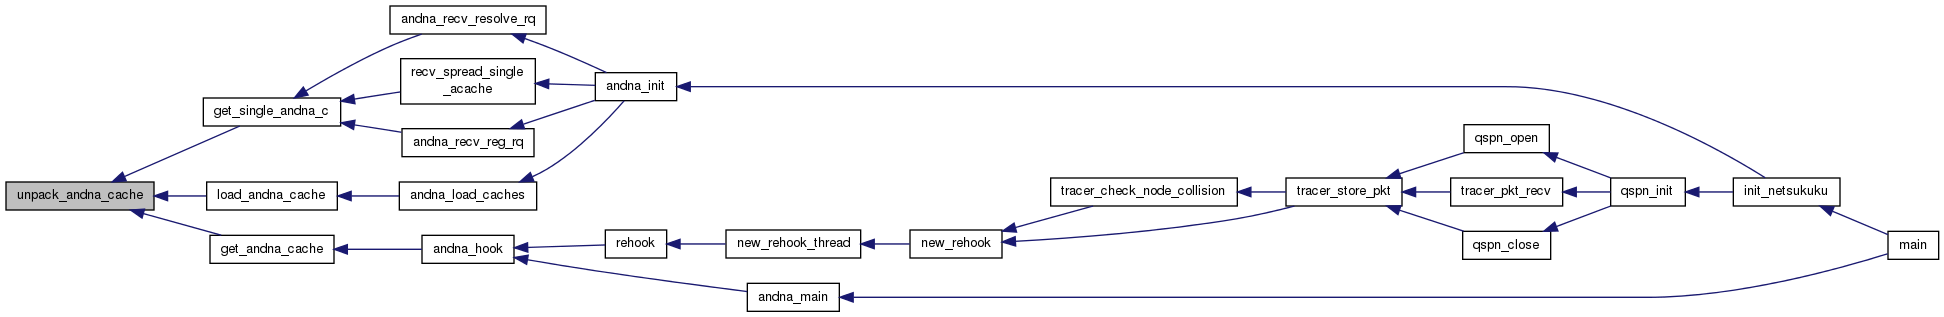 andna_recv_resolve_rq
recv_spread_single
_acache
andna_init
get_single_andna_c
andna_recv_reg_rq
qspn_open
unpack_andna_cache
load_andna_cache
andna_load_caches
tracer_check_node_collision
tracer_store_pkt
tracer_pkt_recv
qspn_init
init_netsukuku
get_andna_cache
andna_hook
rehook
new_rehook_thread
new_rehook
qspn_close
main
andna_main